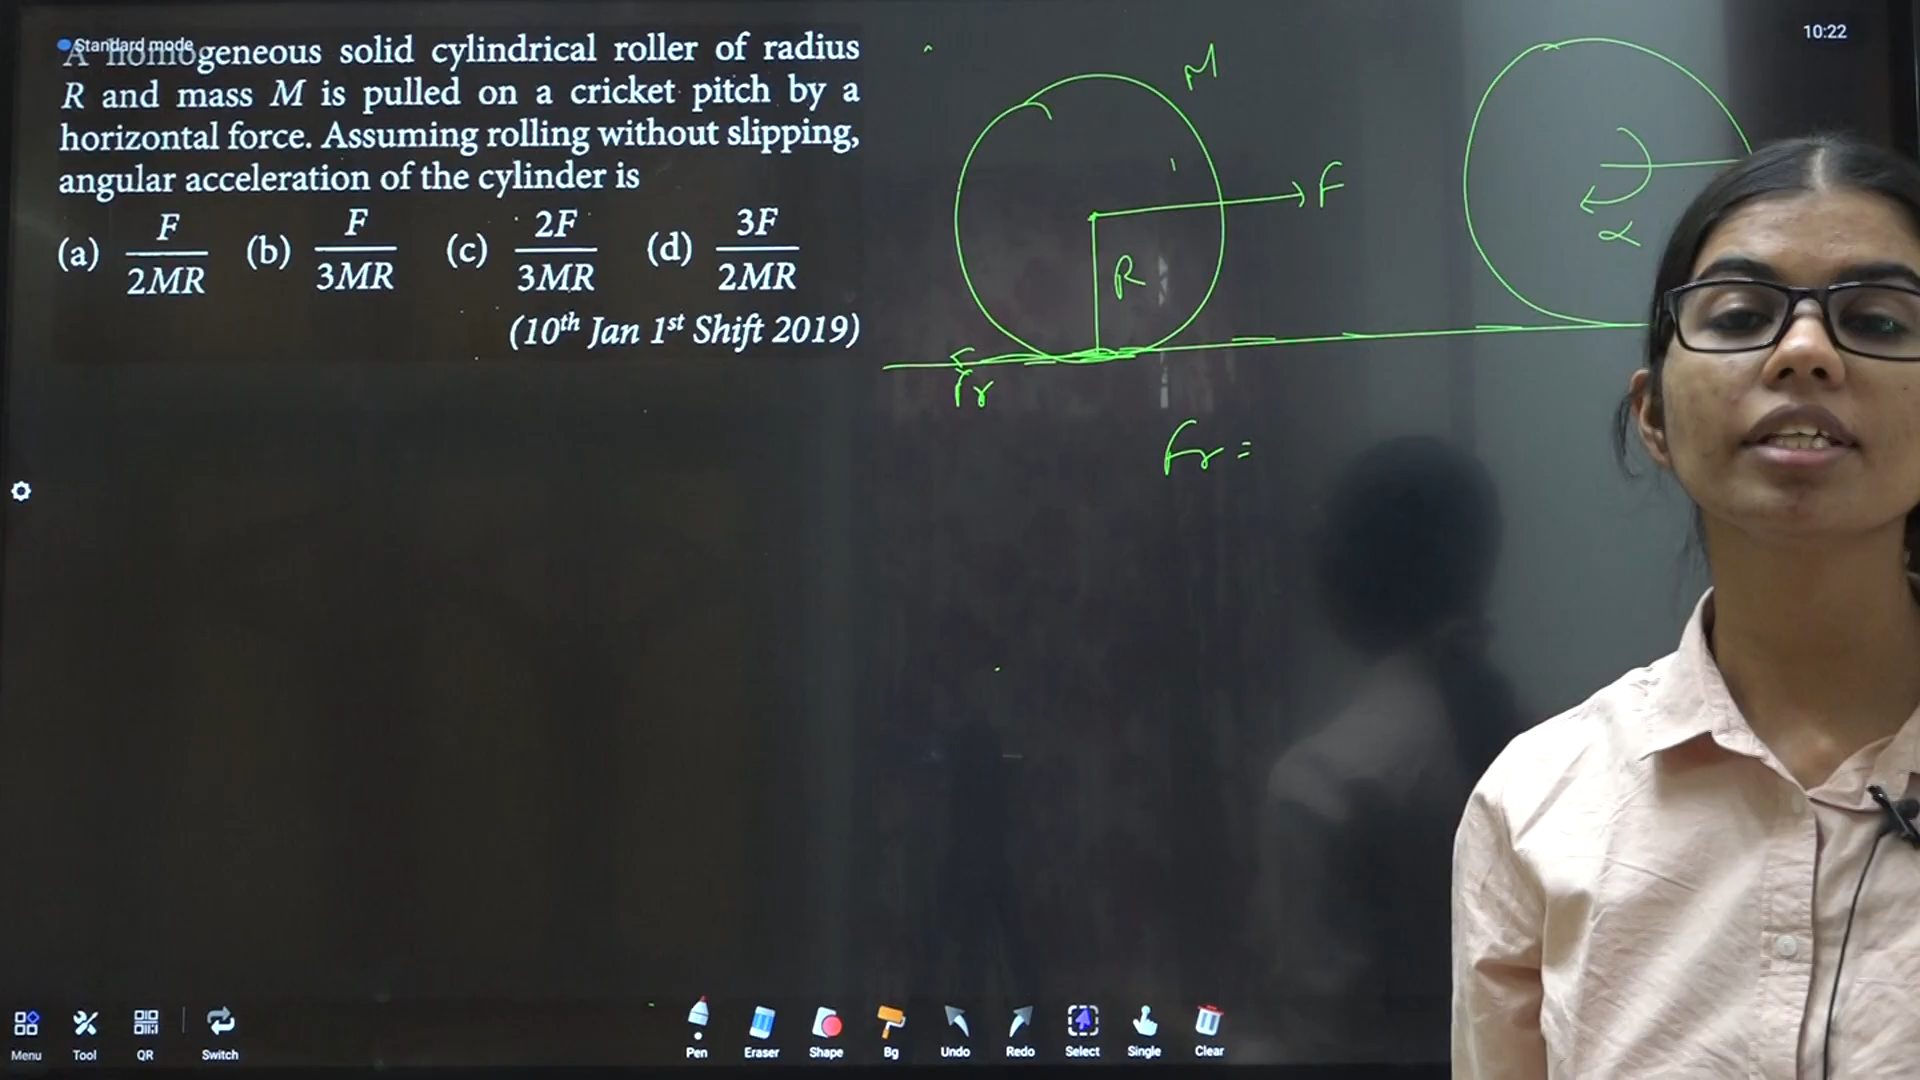 Standard mode
10:22
A homogeneous solid cylindrical roller of radius
R and mass M is pulled on a cricket pitch by a
horizontal force. Assuming rolling without slipping,
angular acceleration of the cylinder is
(a) F/2MR (b) F/3MR (c) 2F/3MR (d) 3F/2MR
(10th Jan 1st Shift 2019)
M
F
R
α
fr
fr =
Menu Tool QR Switch Pen Eraser Shape Bg Undo Redo Select Single Clear